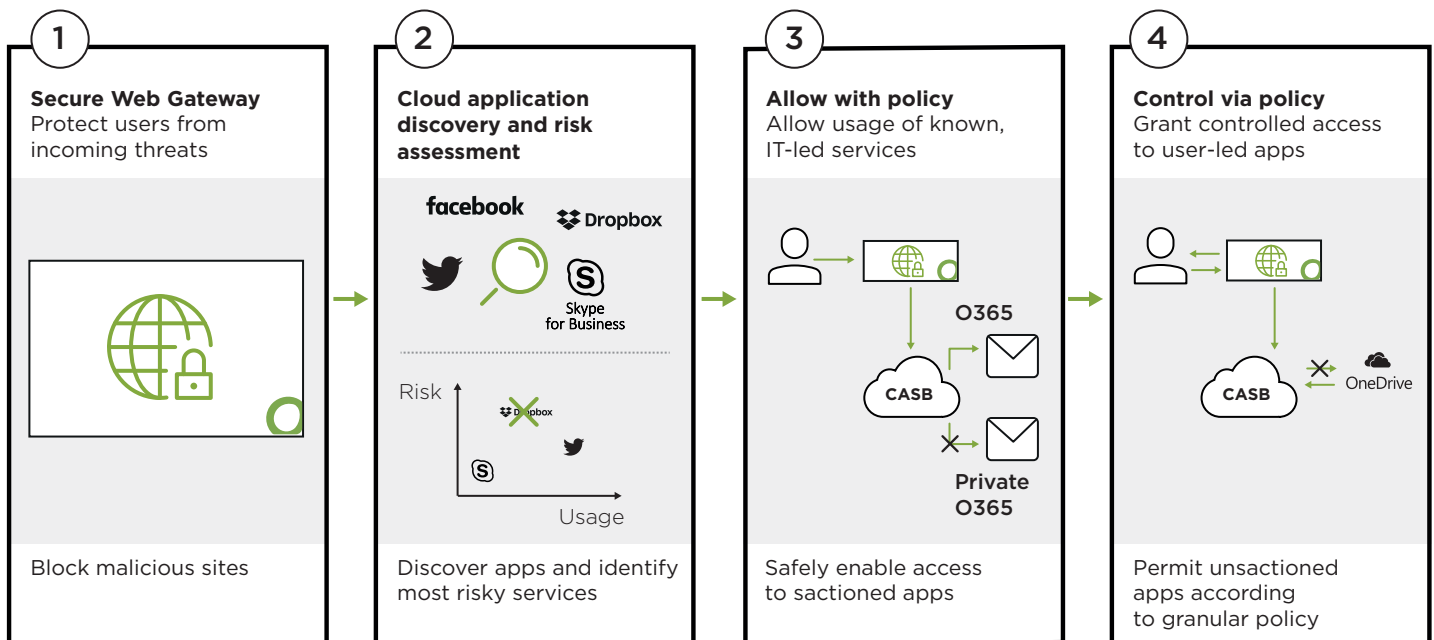 1
Secure Web Gateway
Protect users from
incoming threats
Block malicious sites
2
Cloud application
discovery and risk
assessment
facebook
Dropbox
Skype
for Business
Risk
Dropbox
Usage
Discover apps and identify
most risky services
3
Allow with policy
Allow usage of known,
IT-led services
O365
CASB
Private
O365
Safely enable access
to sactioned apps
4
Control via policy
Grant controlled access
to user-led apps
CASB
OneDrive
Permit unsactioned
apps according
to granular policy